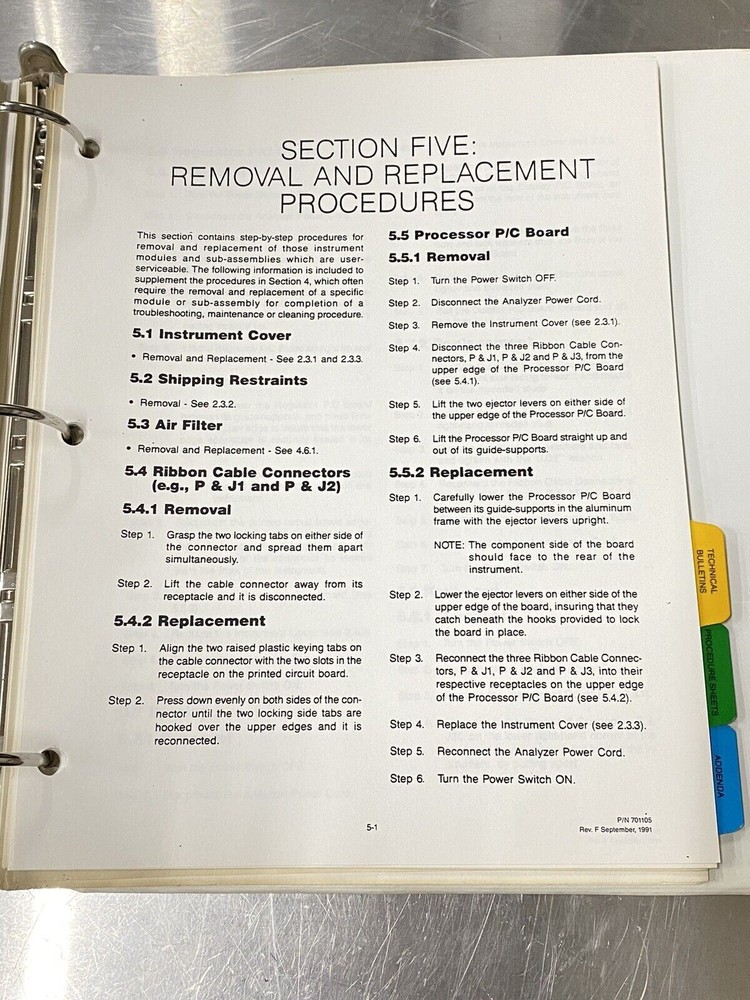 SECTION FIVE:
REMOVAL AND REPLACEMENT
PROCEDURES
This section contains step-by-step procedures for
removal and replacement of those instrument
modules and sub-assemblies which are user-
serviceable. The following information is included to
supplement the procedures in Section 4, which often
require the removal and replacement of a specific
module or sub-assembly for completion of a
troubleshooting, maintenance or cleaning procedure.
5.1 Instrument Cover
• Removal and Replacement - See 2.3.1 and 2.3.3.
5.2 Shipping Restraints
• Removal - See 2.3.2.
5.3 Air Filter
• Removal and Replacement - See 4.6.1.
5.4 Ribbon Cable Connectors
(e.g., P & J1 and P & J2)
5.4.1 Removal
Step 1. Grasp the two locking tabs on either side of
the connector and spread them apart
simultaneously.
Step 2. Lift the cable connector away from its
receptacle and it is disconnected.
5.4.2 Replacement
Step 1. Align the two raised plastic keying tabs on
the cable connector with the two slots in the
receptacle on the printed circuit board.
Step 2. Press down evenly on both sides of the con-
nector until the two locking side tabs are
hooked over the upper edges and it is
reconnected.
5.5 Processor P/C Board
5.5.1 Removal
Step 1. Turn the Power Switch OFF.
Step 2. Disconnect the Analyzer Power Cord.
Step 3. Remove the Instrument Cover (see 2.3.1).
Step 4. Disconnect the three Ribbon Cable Con-
nectors, P & J1, P & J2 and P & J3, from the
upper edge of the Processor P/C Board
(see 5.4.1).
Step 5. Lift the two ejector levers on either side of
the upper edge of the Processor P/C Board.
Step 6. Lift the Processor P/C Board straight up and
out of its guide-supports.
5.5.2 Replacement
Step 1. Carefully lower the Processor P/C Board
between its guide-supports in the aluminum
frame with the ejector levers upright.
NOTE: The component side of the board
should face to the rear of the
instrument.
Step 2. Lower the ejector levers on either side of the
upper edge of the board, insuring that they
catch beneath the hooks provided to lock
the board in place.
Step 3. Reconnect the three Ribbon Cable Connec-
tors, P & J1, P & J2 and P & J3, into their
respective receptacles on the upper edge
of the Processor P/C Board (see 5.4.2).
Step 4. Replace the Instrument Cover (see 2.3.3).
Step 5. Reconnect the Analyzer Power Cord.
Step 6. Turn the Power Switch ON.
5-1
P/N 701105
Rev. F September, 1991
TECHNICAL
BULLETINS
PROCEDURE SHEETS
ADDENDA